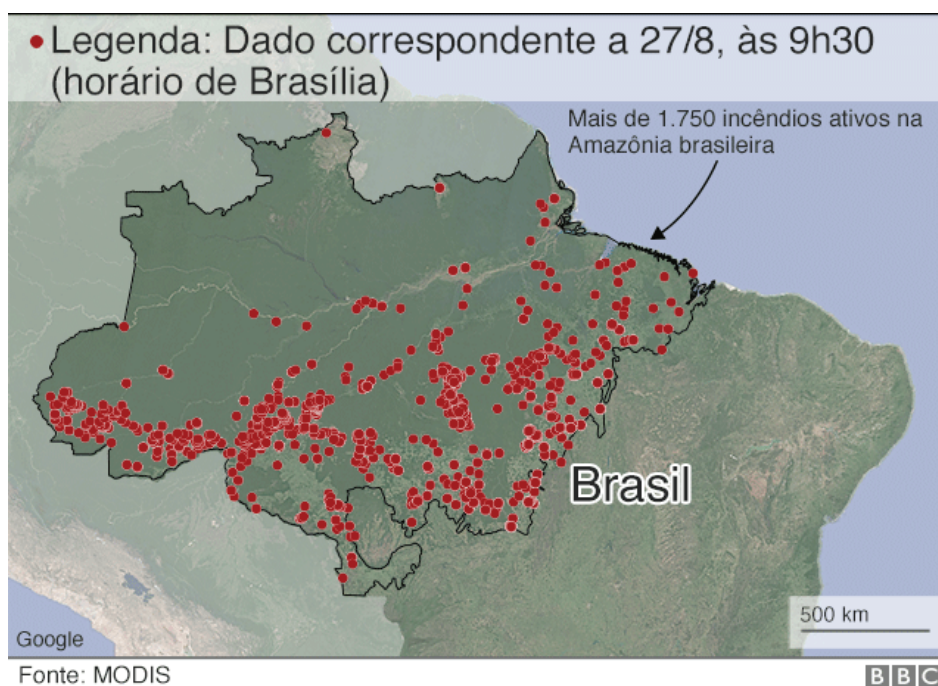 • Legenda: Dado correspondente a 27/8, às 9h30
(horário de Brasília)
Mais de 1.750 incêndios ativos na
Amazônia brasileira
Brasil
500 km
Google
Fonte: MODIS
BBC